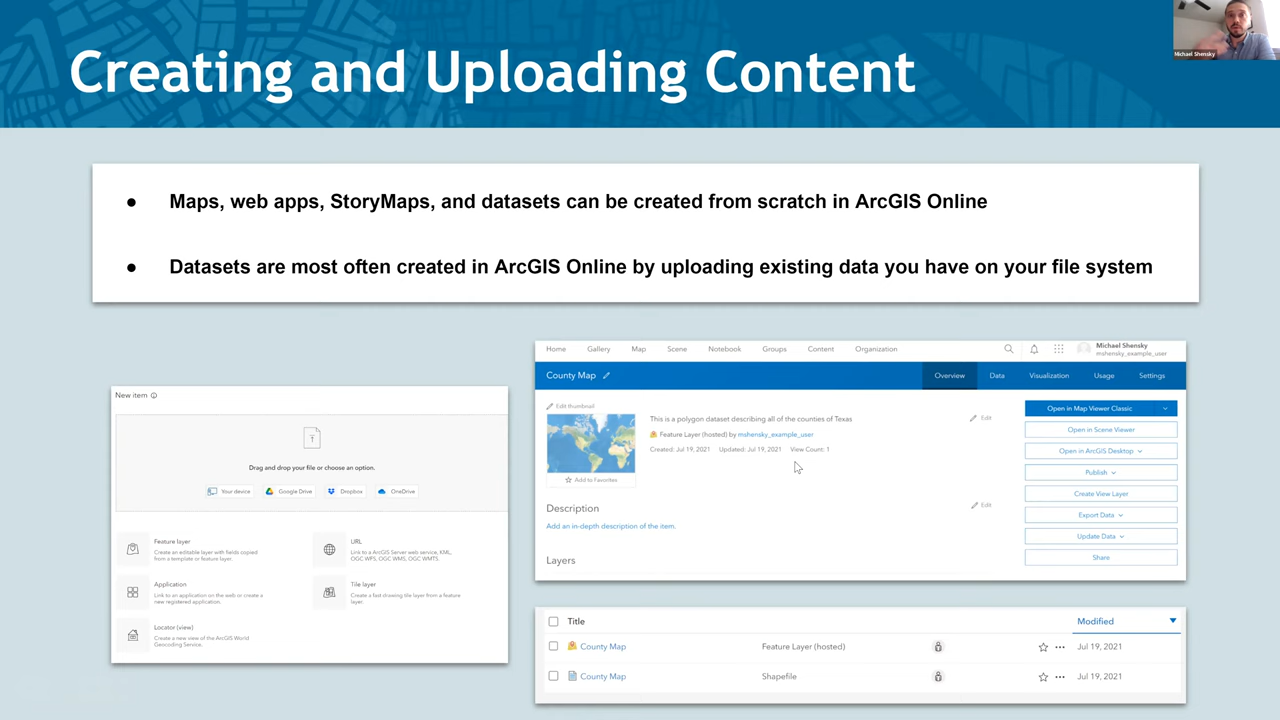 Creating and Uploading Content
Michael Shensky
● Maps, web apps, StoryMaps, and datasets can be created from scratch in ArcGIS Online
● Datasets are most often created in ArcGIS Online by uploading existing data you have on your file system
New item
Drag and drop your file or choose an option.
Your device Google Drive Dropbox OneDrive
Feature layer
Create an editable layer with fields copied
from a template or feature layer.
URL
Link to a ArcGIS Server web service, KML,
OGC WFS, OGC WMS, OGC WMTS.
Application
Link to an application on the web or create a
new registered application.
Tile layer
Create a fast-drawing tile layer from a feature
layer.
Locator (view)
Create a new view of the ArcGIS World
Geocoding Service.
Home Gallery Map Scene Notebook Groups Content Organization
Michael Shensky
mshensky_example_user
County Map
Overview Data Visualization Usage Settings
Edit thumbnail
Add to Favorites
This is a polygon dataset describing all of the counties of Texas
Edit
Feature Layer (hosted) by mshensky_example_user
Created: Jul 19, 2021 Updated: Jul 19, 2021 View Count: 1
Description
Edit
Add an in-depth description of the item.
Layers
Open in Map Viewer Classic
Open in Scene Viewer
Open in ArcGIS Desktop
Publish
Create View Layer
Export Data
Update Data
Share
Title Modified
County Map Feature Layer (hosted) Jul 19, 2021
County Map Shapefile Jul 19, 2021